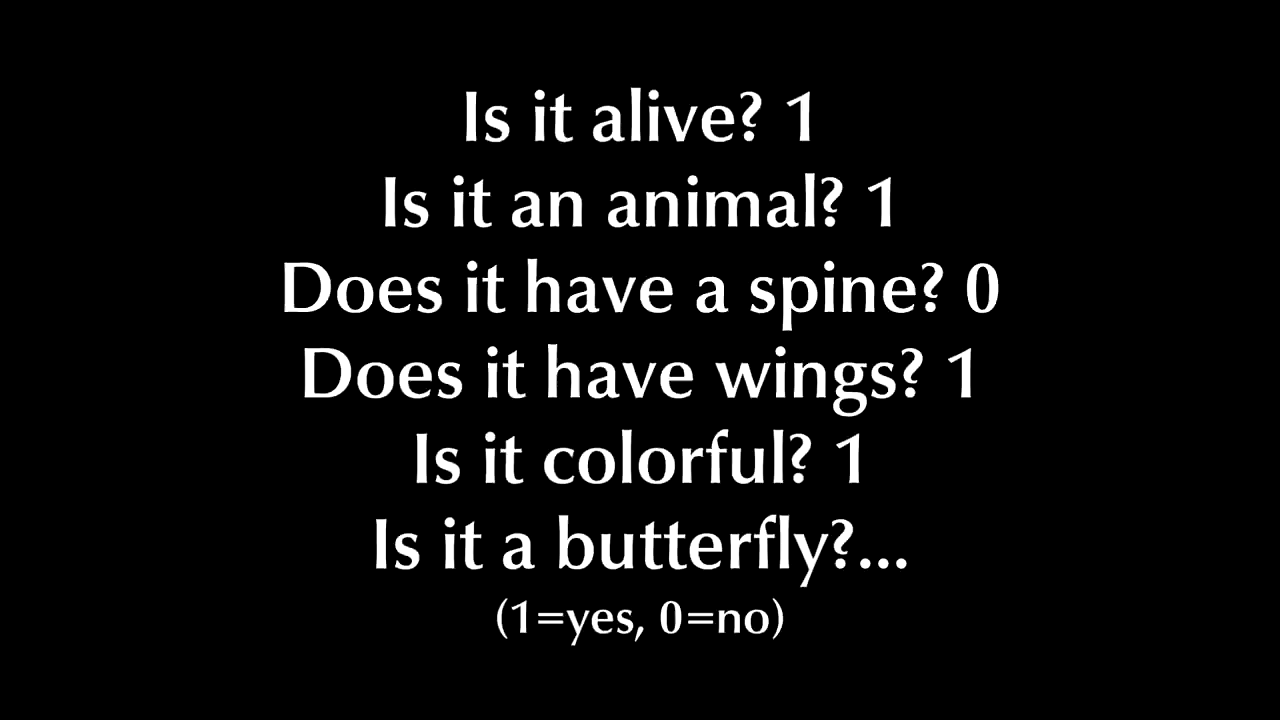 Is it alive? 1
Is it an animal? 1
Does it have a spine? 0
Does it have wings? 1
Is it colorful? 1
Is it a butterfly?...
(1=yes, 0=no)